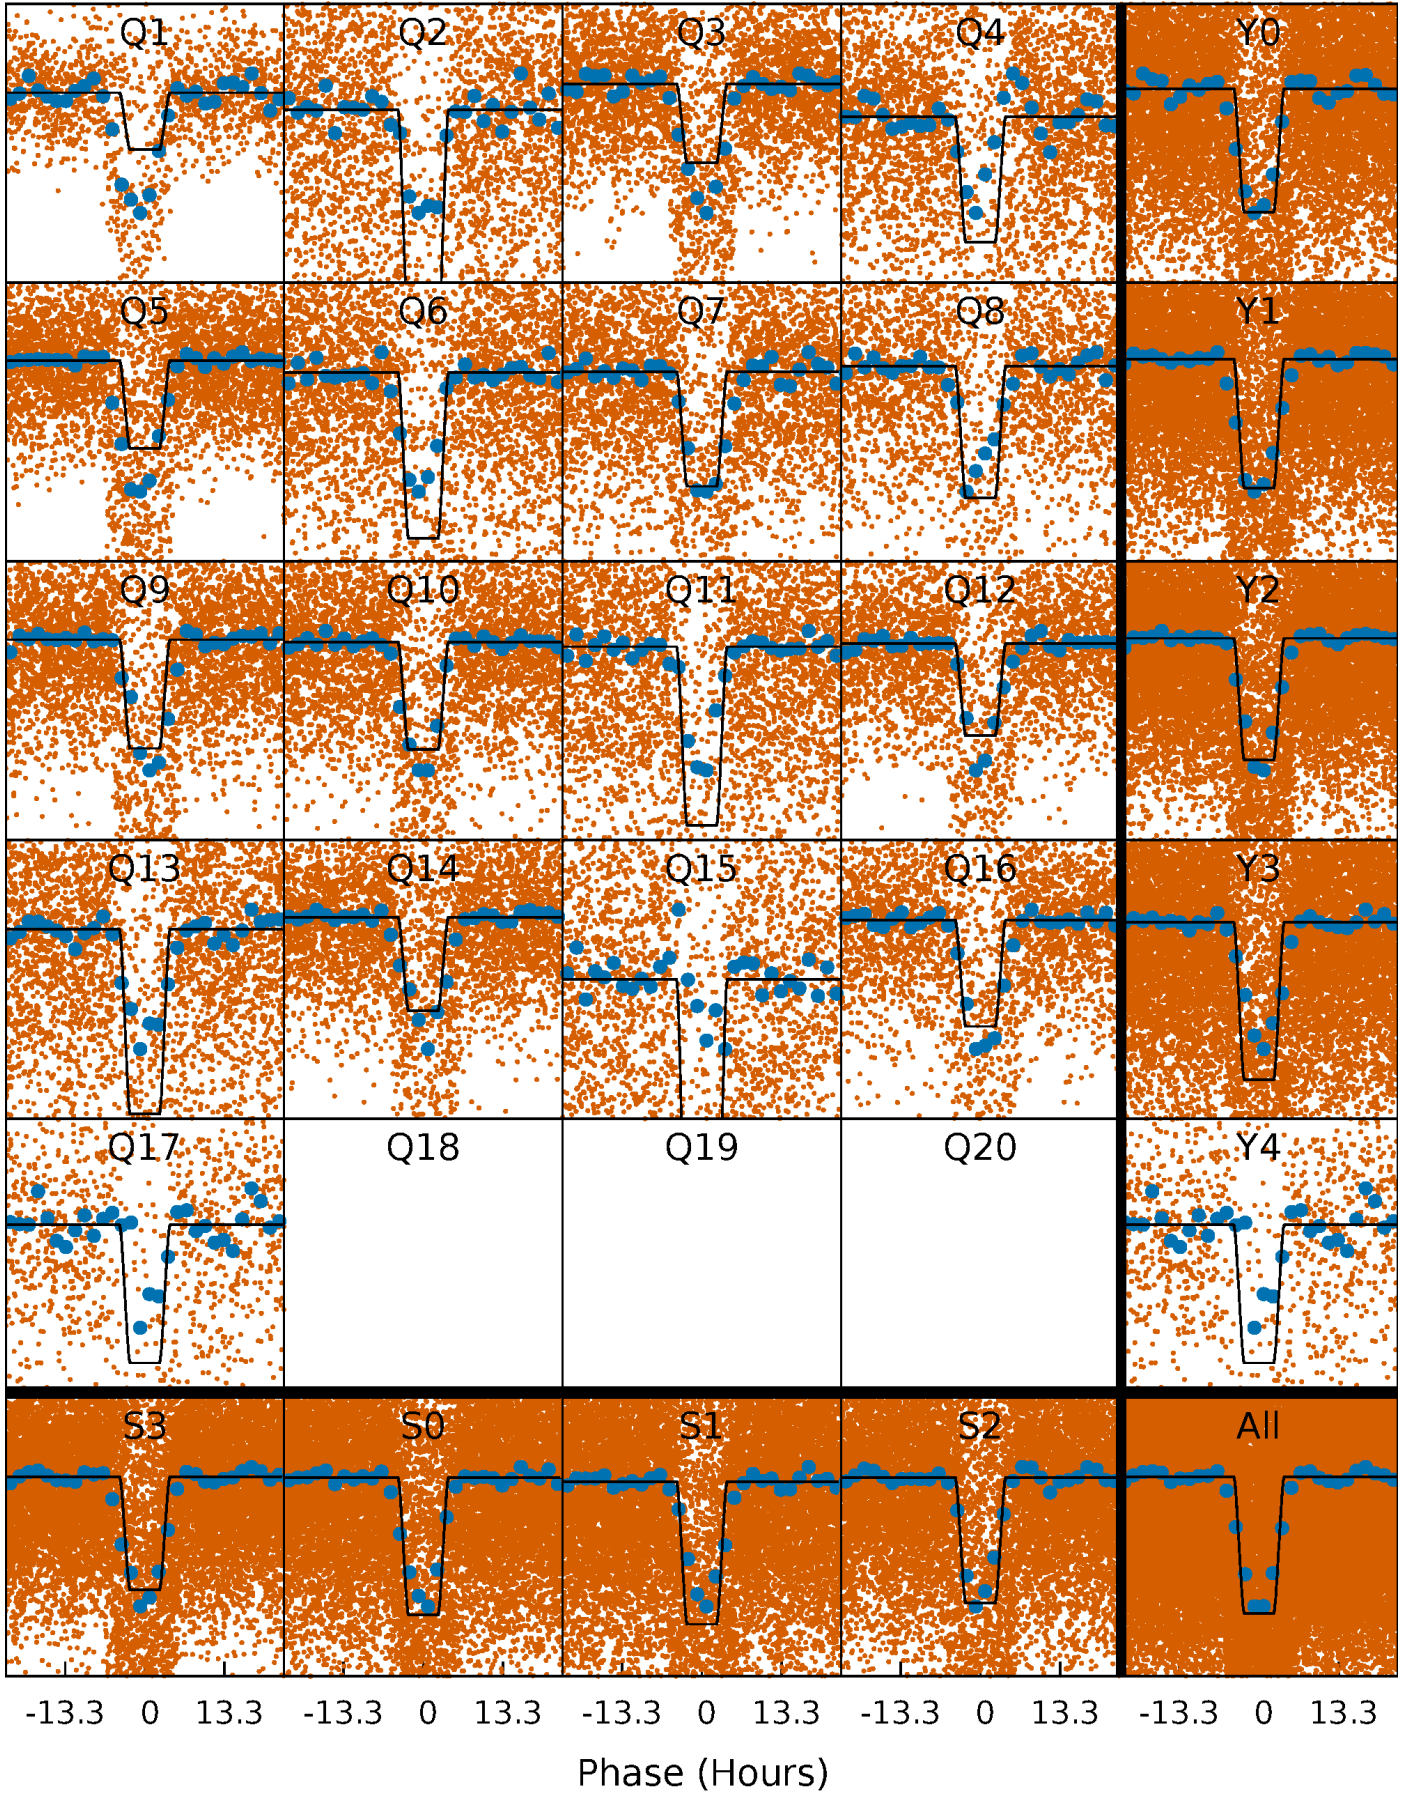 Q1 Q2 Q3 Q4 Y0
Q5 Q6 Q7 Q8 Y1
Q9 Q10 Q11 Q12 Y2
Q13 Q14 Q15 Q16 Y3
Q17 Q18 Q19 Q20 Y4
S3 S0 S1 S2 All
-13.3 0 13.3 -13.3 0 13.3 -13.3 0 13.3 -13.3 0 13.3 -13.3 0 13.3
Phase (Hours)